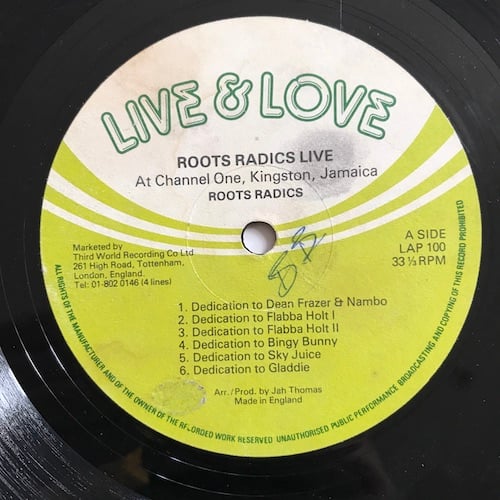 LIVE & LOVE
ROOTS RADICS LIVE
At Channel One, Kingston, Jamaica
ROOTS RADICS
Marketed by
Third World Recording Co Ltd
261 High Road, Tottenham,
London, England.
Tel: 01-802 0146 (4 lines)
A SIDE
LAP 100
33⅓ RPM
1. Dedication to Dean Frazer & Nambo
2. Dedication to Flabba Holt I
3. Dedication to Flabba Holt II
4. Dedication to Bingy Bunny
5. Dedication to Sky Juice
6. Dedication to Gladdie
Arr./Prod. by Jah Thomas
Made in England
ALL RIGHTS OF THE MANUFACTURER AND OF THE OWNER OF THE RECORDED WORK RESERVED UNAUTHORISED PUBLIC PERFORMANCE BROADCASTING AND COPYING OF THIS RECORD PROHIBITED